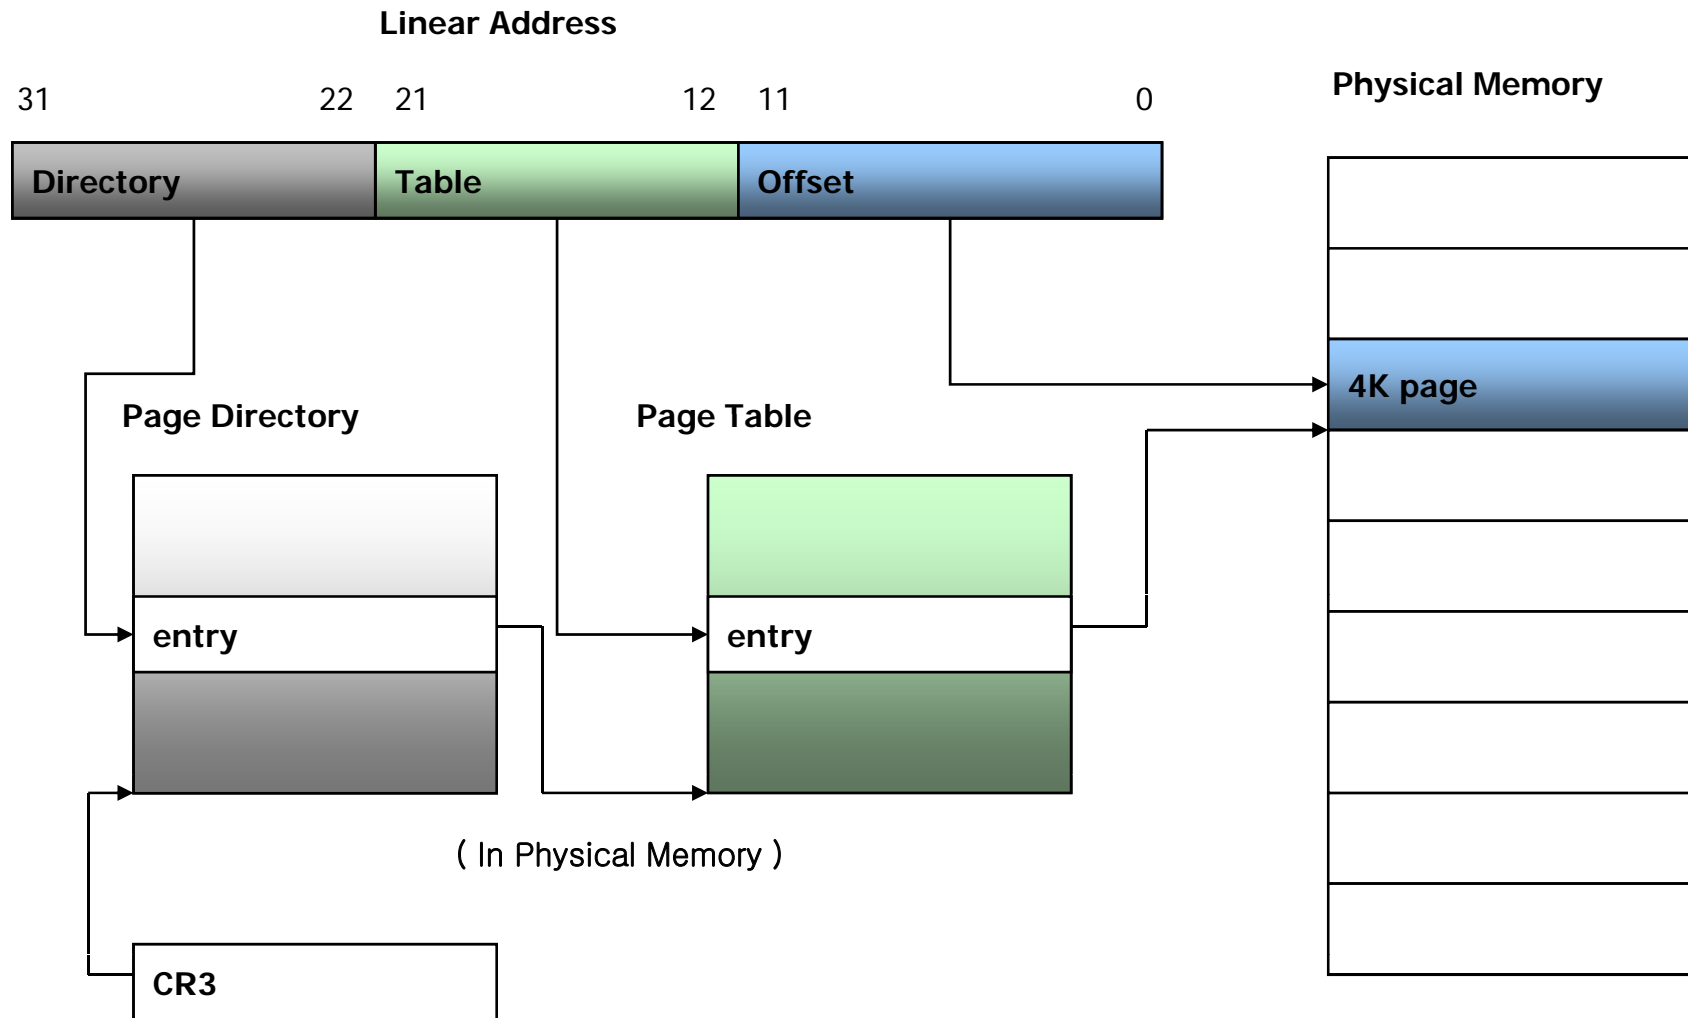 Linear Address
Physical Memory
31 22 21 12 11 0
Directory Table Offset
4K page
Page Directory Page Table
entry entry
( In Physical Memory )
CR3